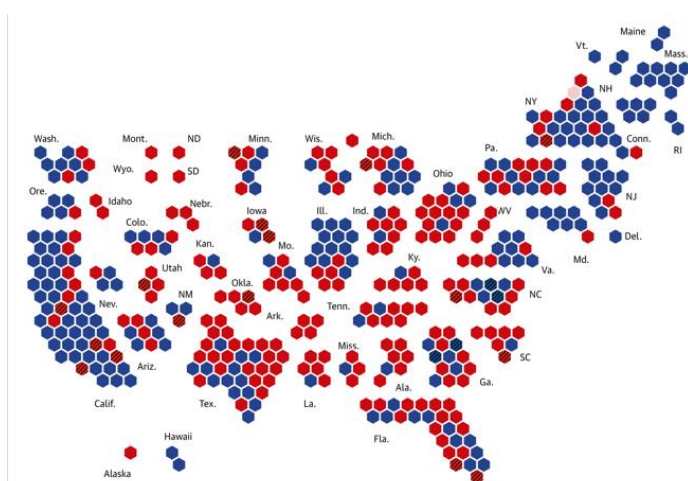 Maine
Vt.
Mass.
NH
NY
Wash.
Mont.
ND
Minn.
Wis.
Mich.
Pa.
Conn.
RI
Wyo.
SD
Ohio
Ore.
Idaho
Nebr.
Iowa
Ill.
Ind.
WV
NJ
Colo.
Mo.
Del.
Kan.
Ky.
Va.
Md.
Utah
Okla.
Nev.
NM
Ark.
Tenn.
NC
Miss.
SC
Ariz.
Calif.
Tex.
La.
Ala.
Ga.
Fla.
Hawaii
Alaska